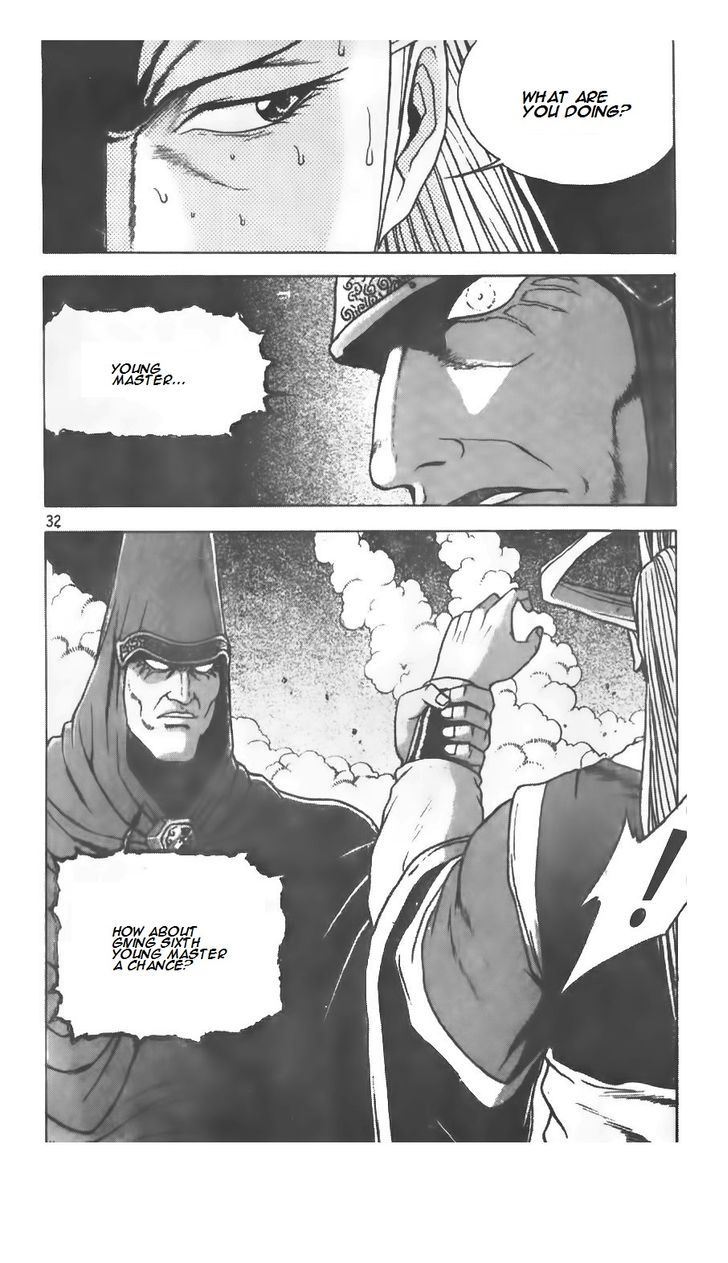 WHAT ARE
YOU DOING?
YOUNG
MASTER...
32
HOW ABOUT
GIVING SIXTH
YOUNG MASTER
A CHANCE?
!